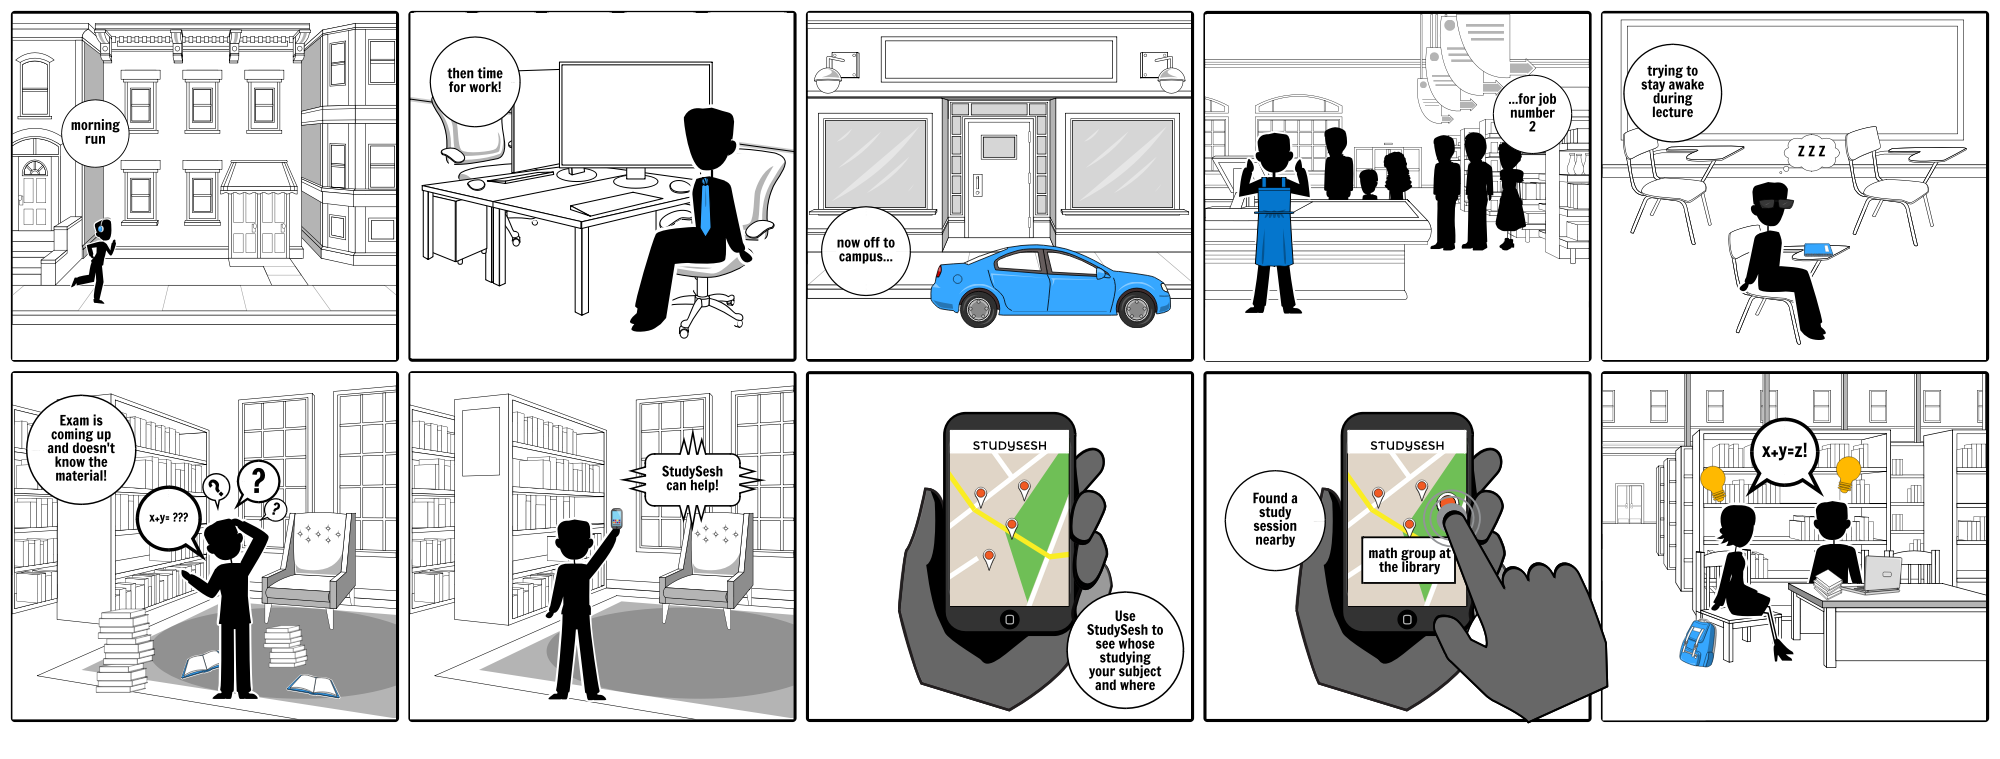 morning
run
then time
for work!
now off to
campus...
...for job
number
2
trying to
stay awake
during
lecture
Z Z Z
Exam is
coming up
and doesn't
know the
material!
x+y= ???
?
?
?
StudySesh
can help!
STUDYSESH
Use
StudySesh to
see whose
studying
your subject
and where
Found a
study
session
nearby
STUDYSESH
math group at
the library
x+y=z!